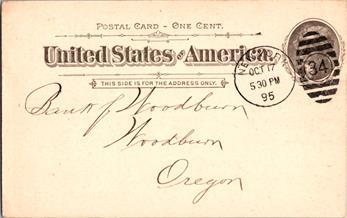 POSTAL CARD - ONE CENT.
United States of America.
THIS SIDE IS FOR THE ADDRESS ONLY.
OCT 17
5 30 PM
95
34
Bank of Woodburn
Woodburn
Oregon